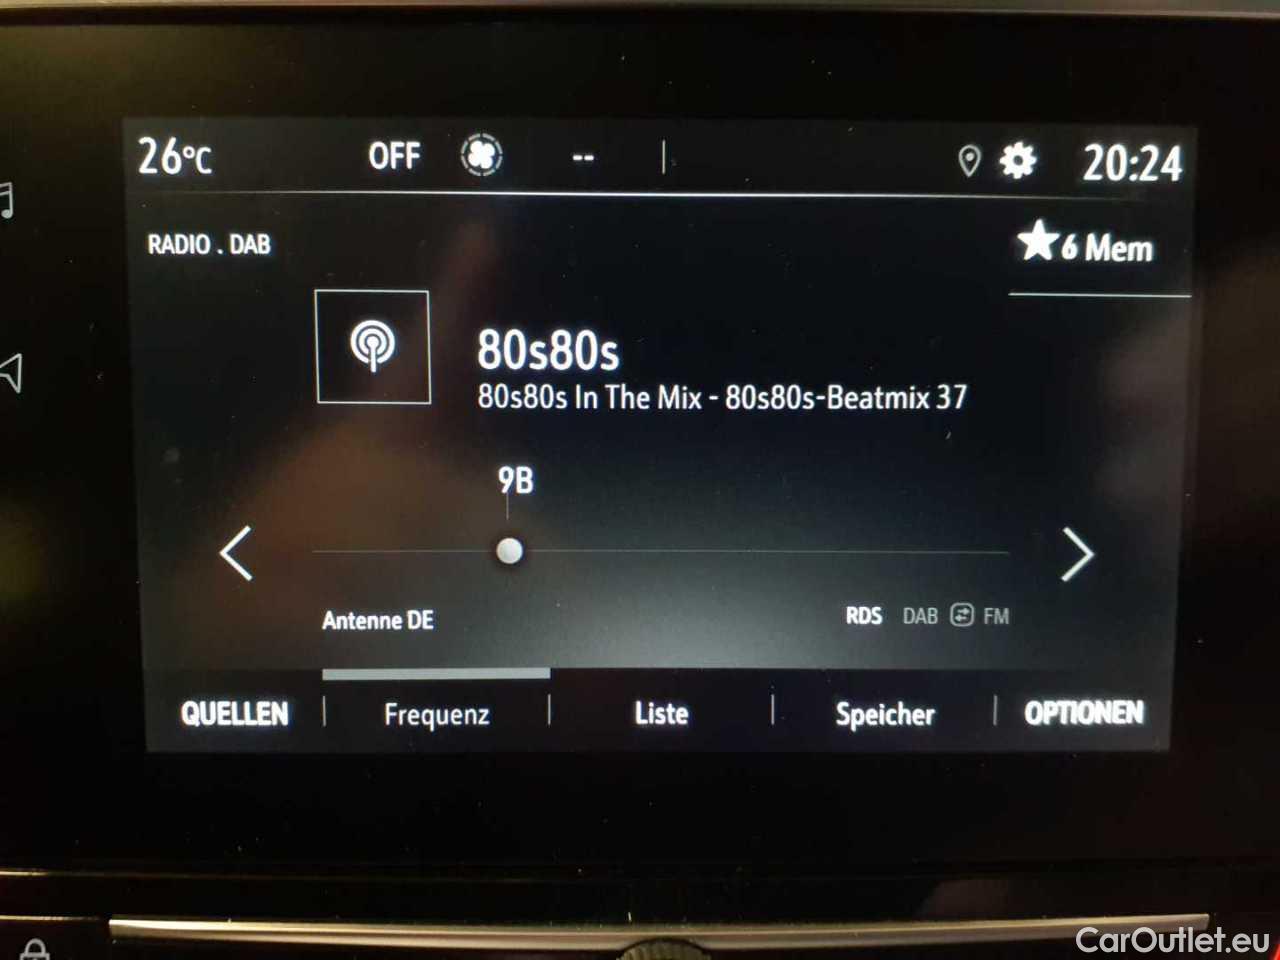 26°C OFF -- 20:24
RADIO . DAB
6 Mem
80s80s
80s80s In The Mix - 80s80s-Beatmix 37
9B
Antenne DE
RDS DAB FM
QUELLEN Frequenz Liste Speicher OPTIONEN
CarOutlet.eu